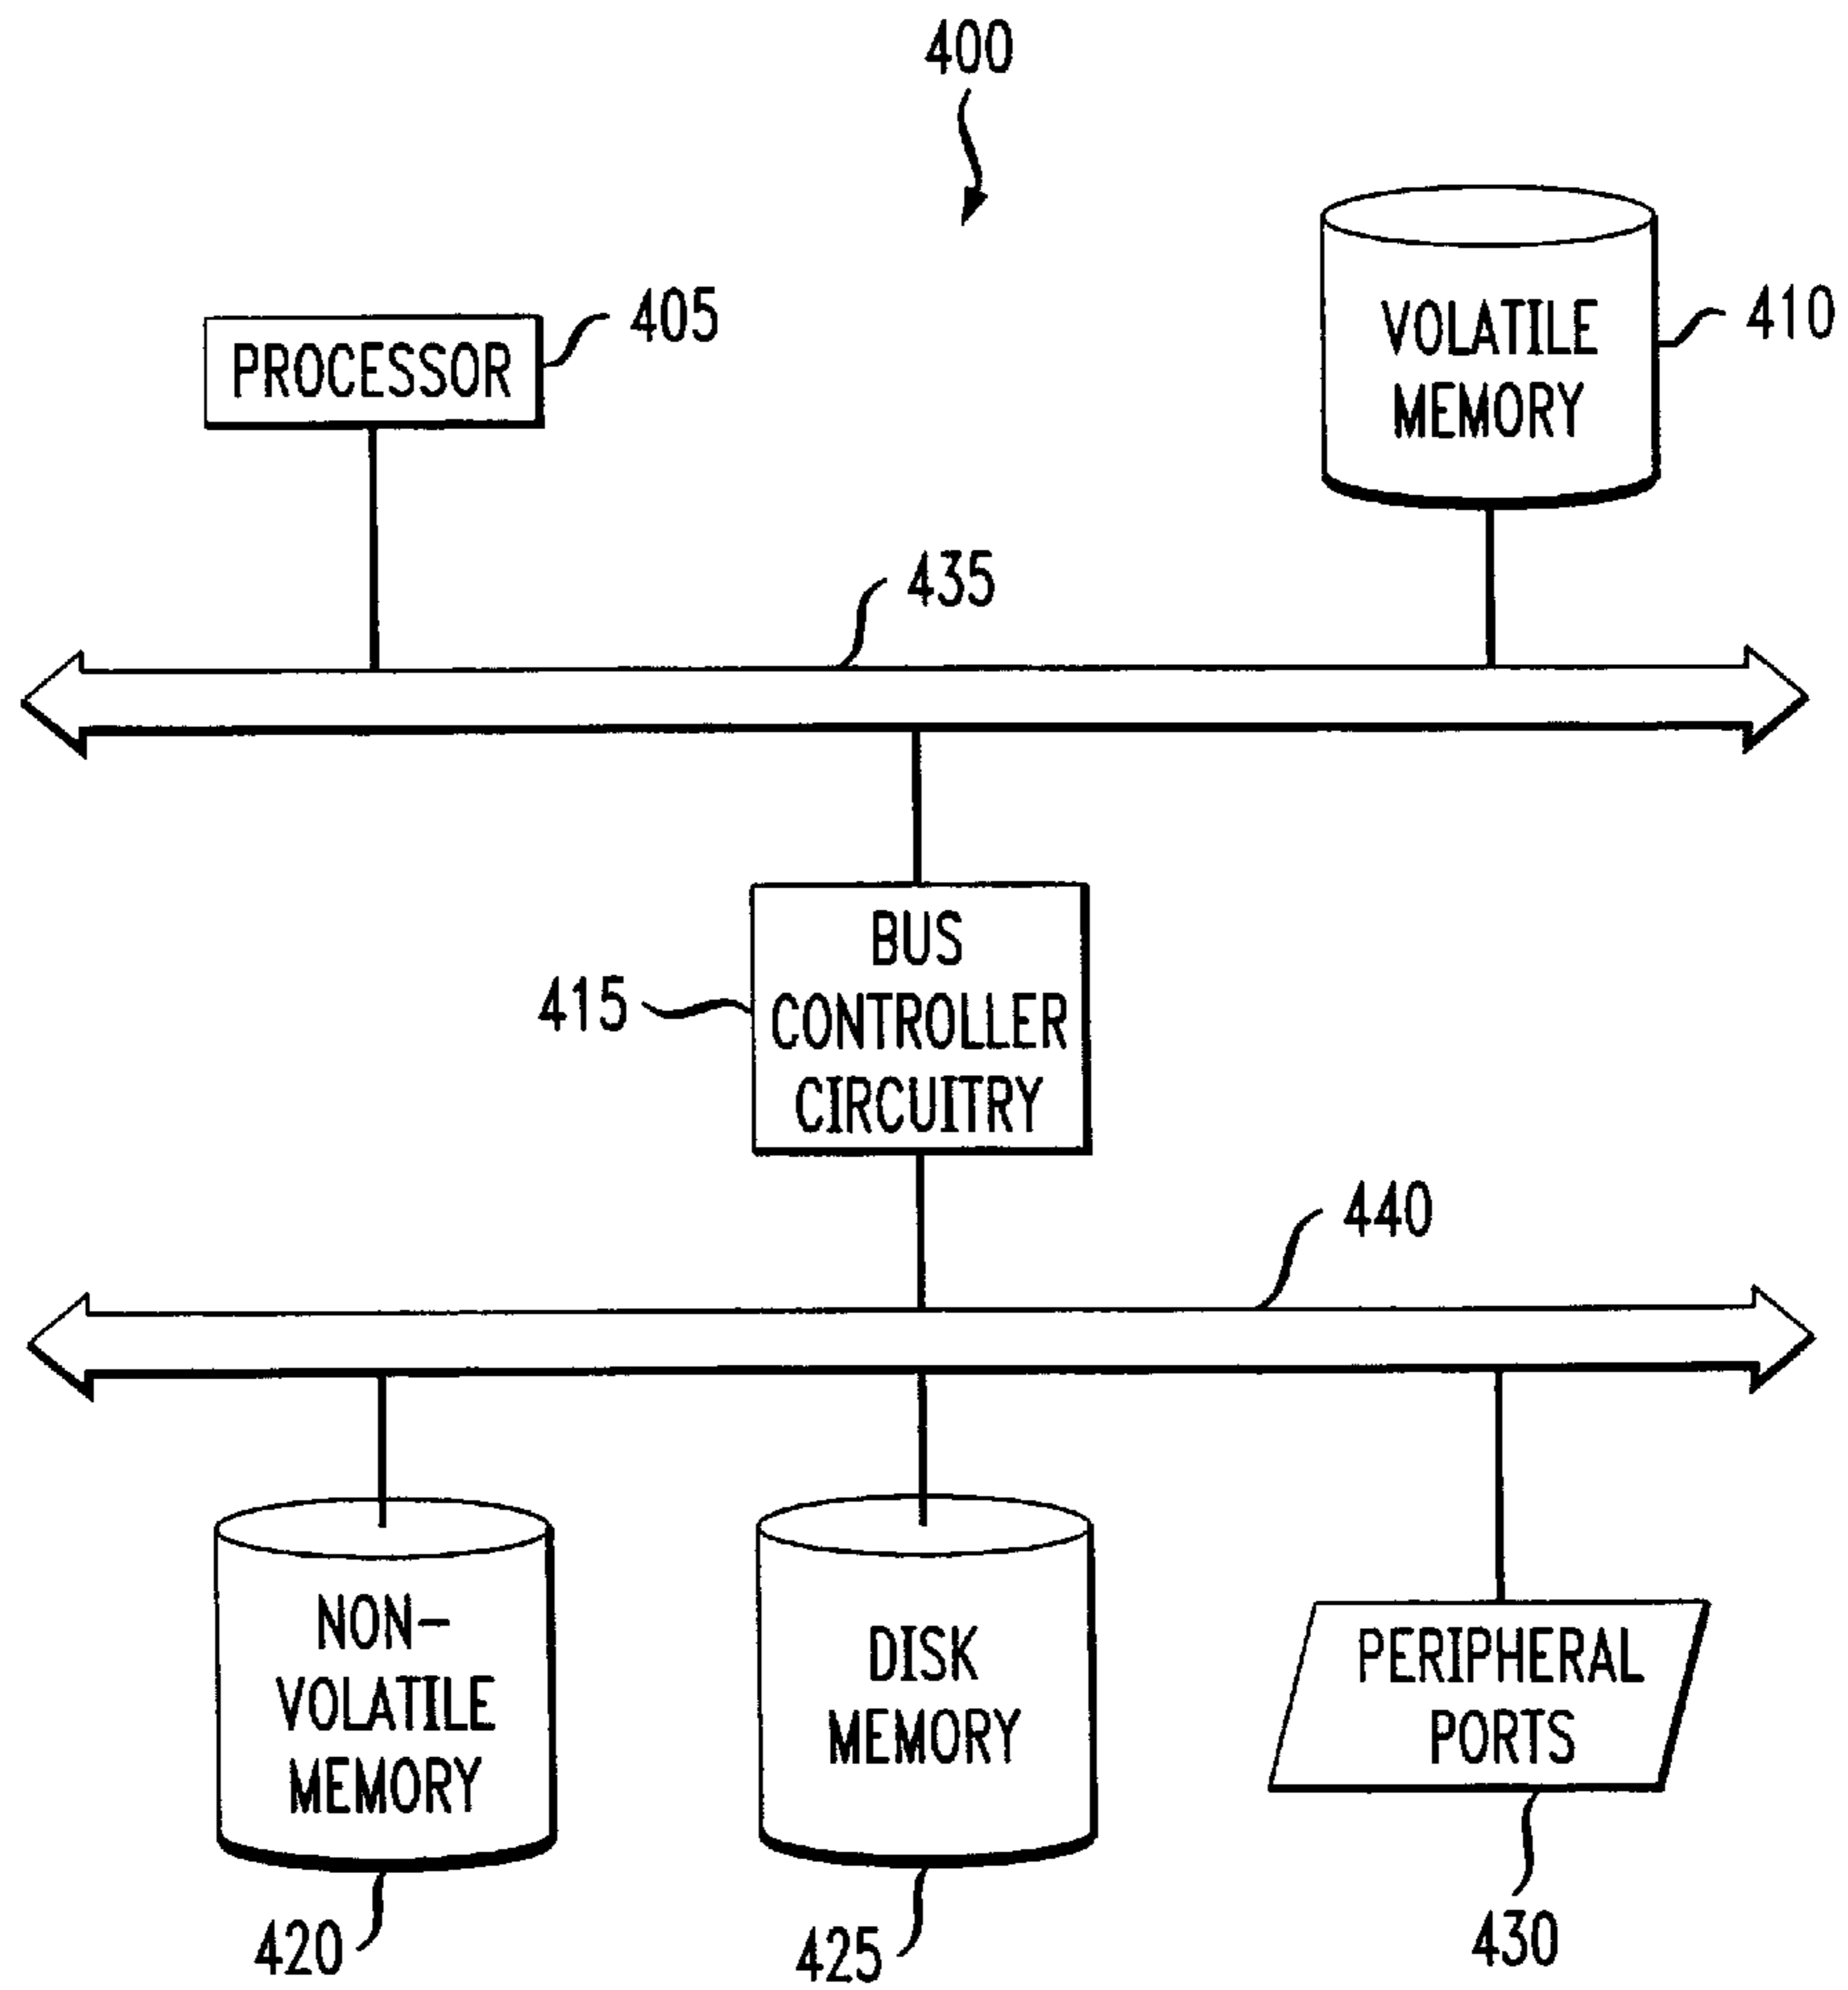 400
PROCESSOR
405
VOLATILE
MEMORY
410
435
BUS
CONTROLLER
CIRCUITRY
415
440
NON-
VOLATILE
MEMORY
420
DISK
MEMORY
425
PERIPHERAL
PORTS
430